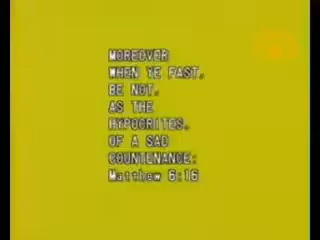 MOREOVER
WHEN YE FAST,
BE NOT,
AS THE
HYPOCRITES,
OF A SAD
COUNTENANCE:
Matthew 6:16